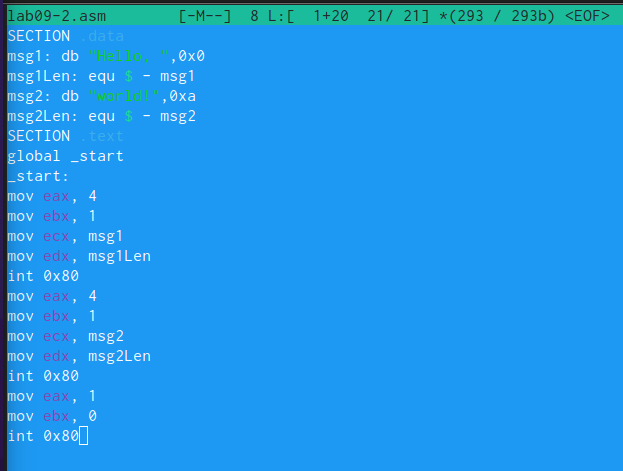 lab09-2.asm [-M--] 8 L:[ 1+20 21/ 21] *(293 / 293b) <EOF>
SECTION .data
msg1: db "Hello, ",0x0
msg1Len: equ $ - msg1
msg2: db "world!",0xa
msg2Len: equ $ - msg2
SECTION .text
global _start
_start:
mov eax, 4
mov ebx, 1
mov ecx, msg1
mov edx, msg1Len
int 0x80
mov eax, 4
mov ebx, 1
mov ecx, msg2
mov edx, msg2Len
int 0x80
mov eax, 1
mov ebx, 0
int 0x80